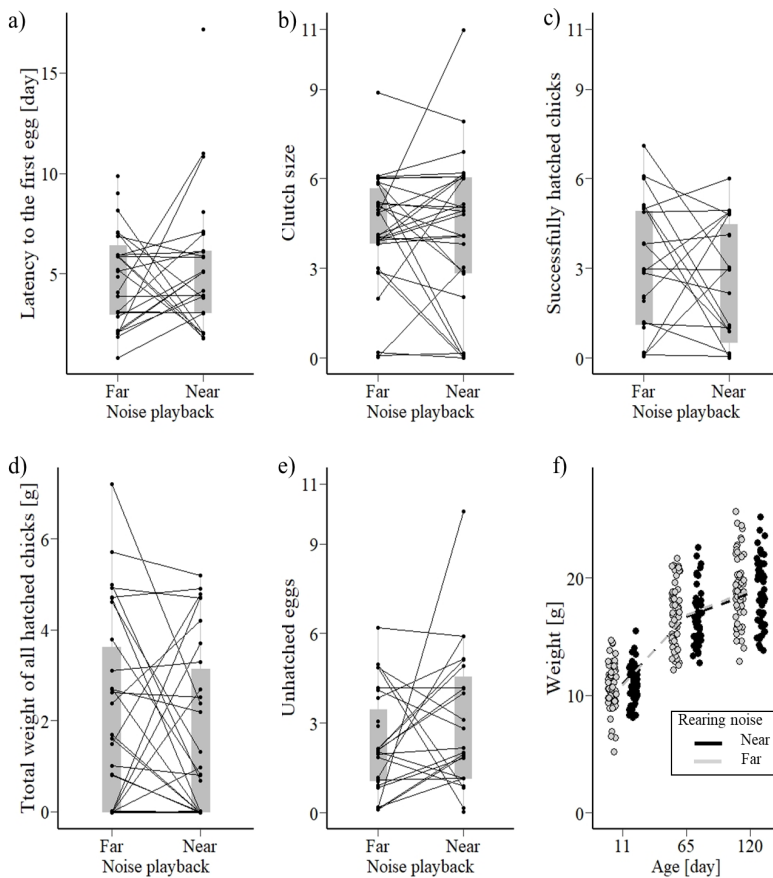 a)
Latency to the first egg [day]
15
10
5
Far
Near
Noise playback
b)
Clutch size
11
9
6
3
0
Far
Near
Noise playback
c)
Successfully hatched chicks
11
9
6
3
0
Far
Near
Noise playback
d)
Ttotal weight of all hatched chicks [g]
6
4
2
0
Far
Near
Noise playback
e)
Unhatched eggs
11
9
6
3
0
Far
Near
Noise playback
f)
Weight [g]
20
10
0
Rearing noise
Near
Far
11
65
120
Age [day]